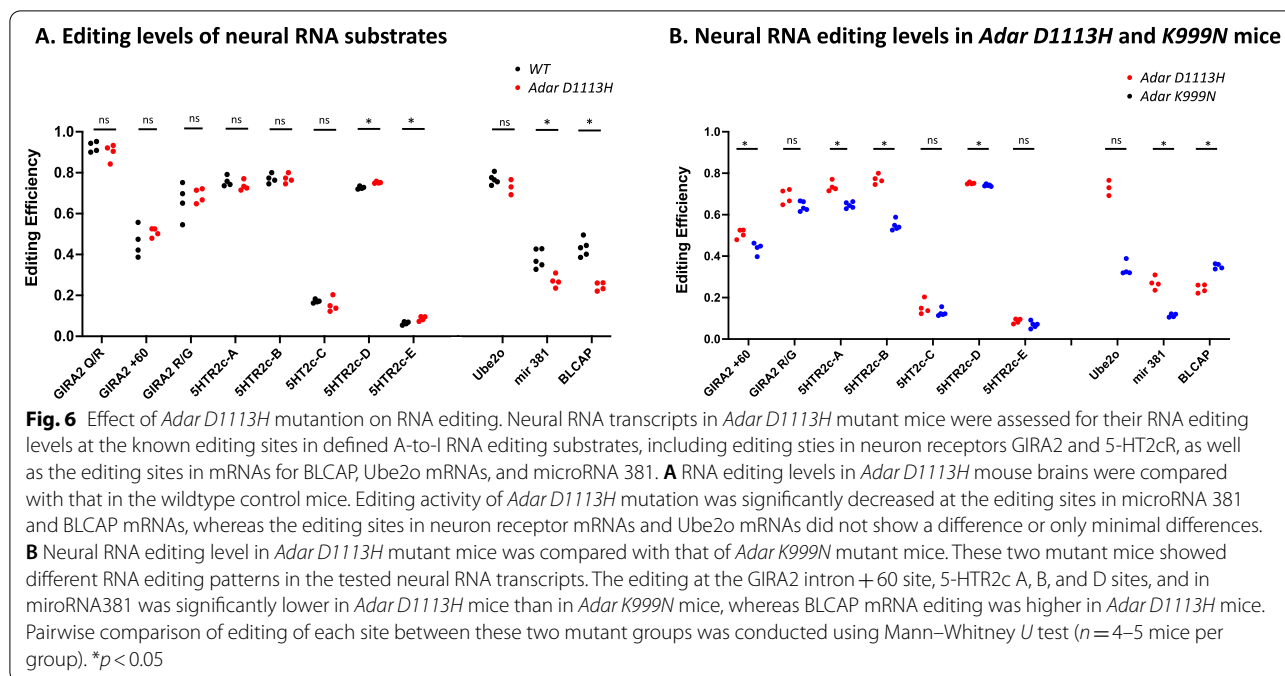 A. Editing levels of neural RNA substrates
WT
Adar D1113H
ns ns ns ns ns ns * * ns * *
Editing Efficiency
1.0
0.8
0.6
0.4
0.2
0.0
GIRA2 Q/R
GIRA2 +60
GIRA2 R/G
5HTR2c-A
5HTR2c-B
5HT2c-C
5HTR2c-D
5HTR2c-E
Ube2o
mir 381
BLCAP
B. Neural RNA editing levels in Adar D1113H and K999N mice
Adar D1113H
Adar K999N
* ns * * ns * ns ns * *
Editing Efficiency
1.0
0.8
0.6
0.4
0.2
0.0
GIRA2 +60
GIRA2 R/G
5HTR2c-A
5HTR2c-B
5HT2c-C
5HTR2c-D
5HTR2c-E
Ube2o
mir 381
BLCAP
Fig. 6 Effect of Adar D1113H mutantion on RNA editing. Neural RNA transcripts in Adar D1113H mutant mice were assessed for their RNA editing
levels at the known editing sites in defined A-to-I RNA editing substrates, including editing sties in neuron receptors GIRA2 and 5-HT2cR, as well
as the editing sites in mRNAs for BLCAP, Ube2o mRNAs, and microRNA 381. A RNA editing levels in Adar D1113H mouse brains were compared
with that in the wildtype control mice. Editing activity of Adar D1113H mutation was significantly decreased at the editing sites in microRNA 381
and BLCAP mRNAs, whereas the editing sites in neuron receptor mRNAs and Ube2o mRNAs did not show a difference or only minimal differences.
B Neural RNA editing level in Adar D1113H mutant mice was compared with that of Adar K999N mutant mice. These two mutant mice showed
different RNA editing patterns in the tested neural RNA transcripts. The editing at the GIRA2 intron + 60 site, 5-HTR2c A, B, and D sites, and in
miroRNA381 was significantly lower in Adar D1113H mice than in Adar K999N mice, whereas BLCAP mRNA editing was higher in Adar D1113H mice.
Pairwise comparison of editing of each site between these two mutant groups was conducted using Mann–Whitney U test (n = 4–5 mice per
group). *p < 0.05